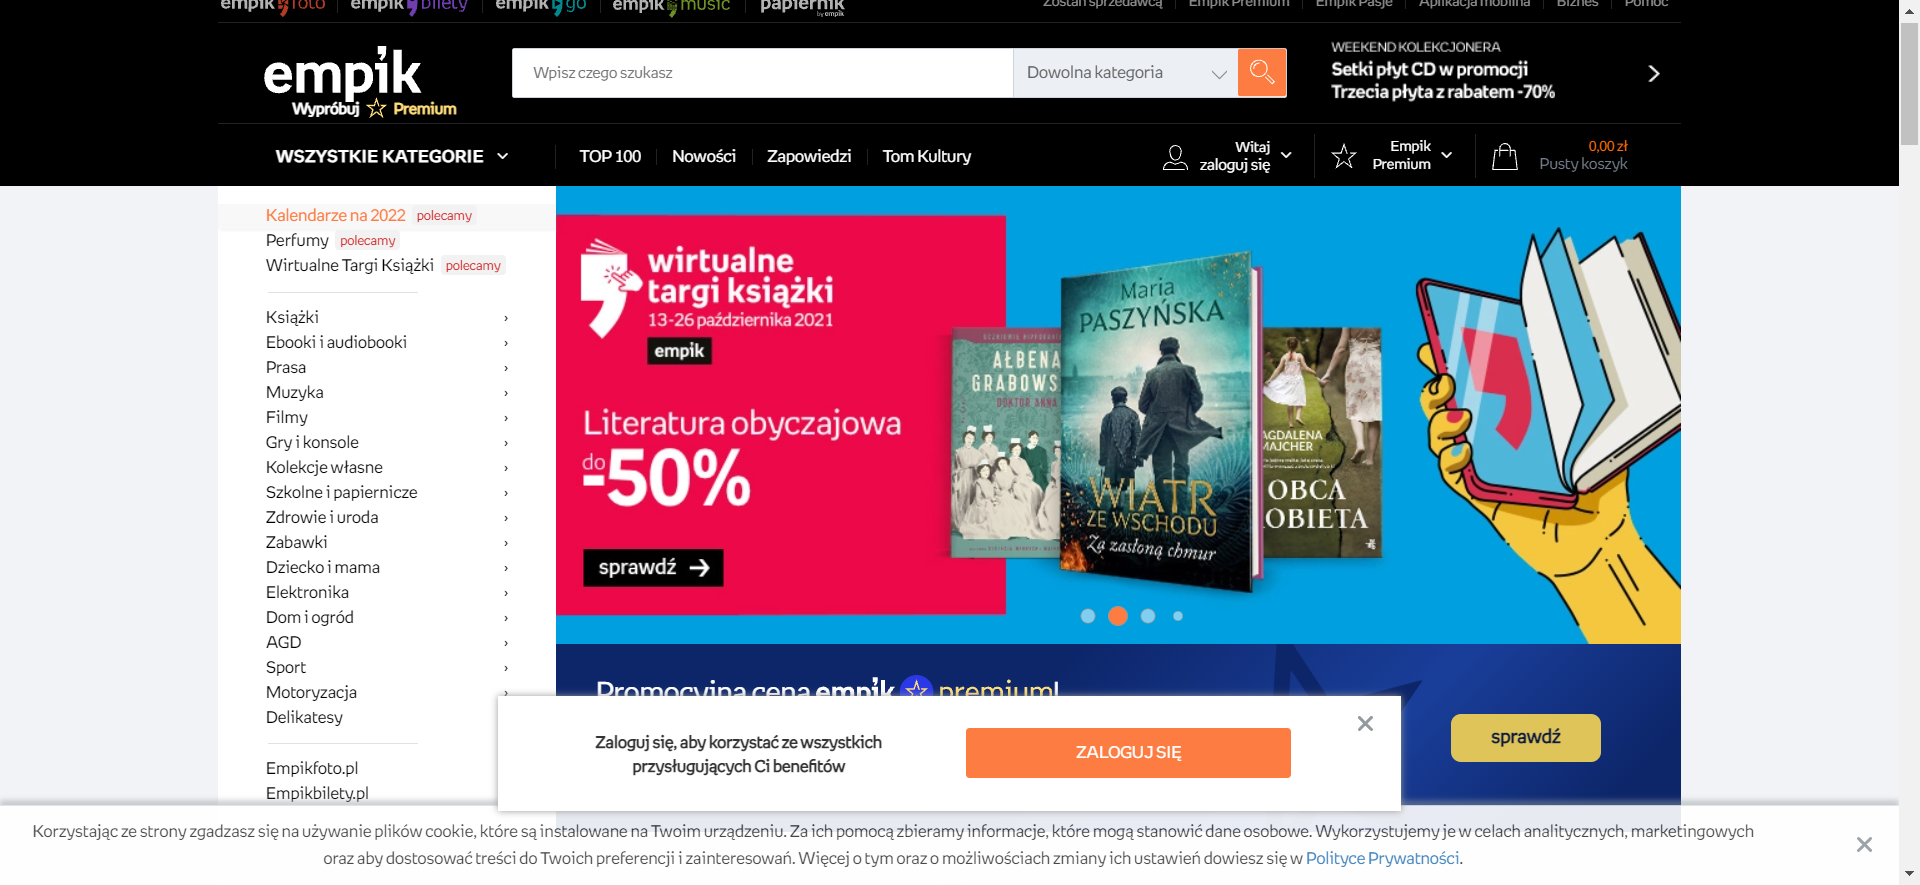 empik foto empik bilety empik go empik music papiernik by empik
Zostań sprzedawcą Empik Premium Empik Pasje Aplikacja mobilna Biznes Pomoc
empik
Wypróbuj Premium
Wpisz czego szukasz
Dowolna kategoria
WEEKEND KOLEKCJONERA
Setki płyt CD w promocji
Trzecia płyta z rabatem -70%
WSZYSTKIE KATEGORIE
TOP 100
Nowości
Zapowiedzi
Tom Kultury
Witaj
zaloguj się
Empik
Premium
0,00 zł
Pusty koszyk
Kalendarze na 2022 polecamy
Perfumy polecamy
Wirtualne Targi Książki polecamy
Książki
Ebooki i audiobooki
Prasa
Muzyka
Filmy
Gry i konsole
Kolekcje własne
Szkolne i papiernicze
Zdrowie i uroda
Zabawki
Dziecko i mama
Elektronika
Dom i ogród
AGD
Sport
Motoryzacja
Delikatesy
Empikfoto.pl
Empikbilety.pl
wirtualne
targi książki
13-26 października 2021
empik
Literatura obyczajowa
do
-50%
sprawdź
AŁBENA
GRABOWS
DOKTOR ANNA
Maria
PASZYŃSKA
WIATR
ZE WSCHODU
Za zasłoną chmur
AGDALENA
MAJCHER
OBCA
KOBIETA
Promocyjna cena empik premium!
sprawdź
Zaloguj się, aby korzystać ze wszystkich
przysługujących Ci benefitów
ZALOGUJ SIĘ
Korzystając ze strony zgadzasz się na używanie plików cookie, które są instalowane na Twoim urządzeniu. Za ich pomocą zbieramy informacje, które mogą stanowić dane osobowe. Wykorzystujemy je w celach analitycznych, marketingowych
oraz aby dostosować treści do Twoich preferencji i zainteresowań. Więcej o tym oraz o możliwościach zmiany ich ustawień dowiesz się w Polityce Prywatności.